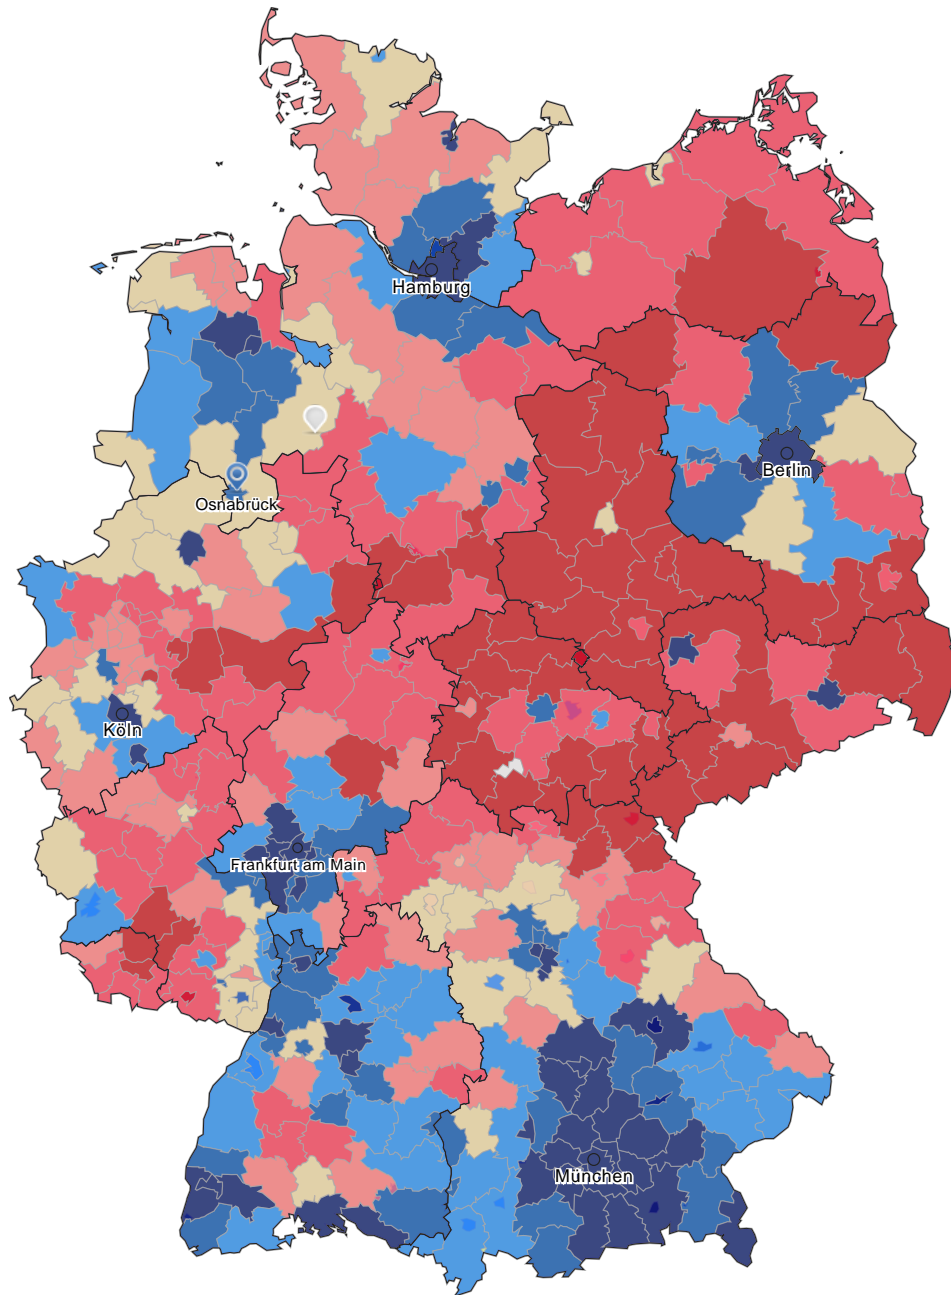 Hamburg
Berlin
Osnabrück
Köln
Frankfurt am Main
München